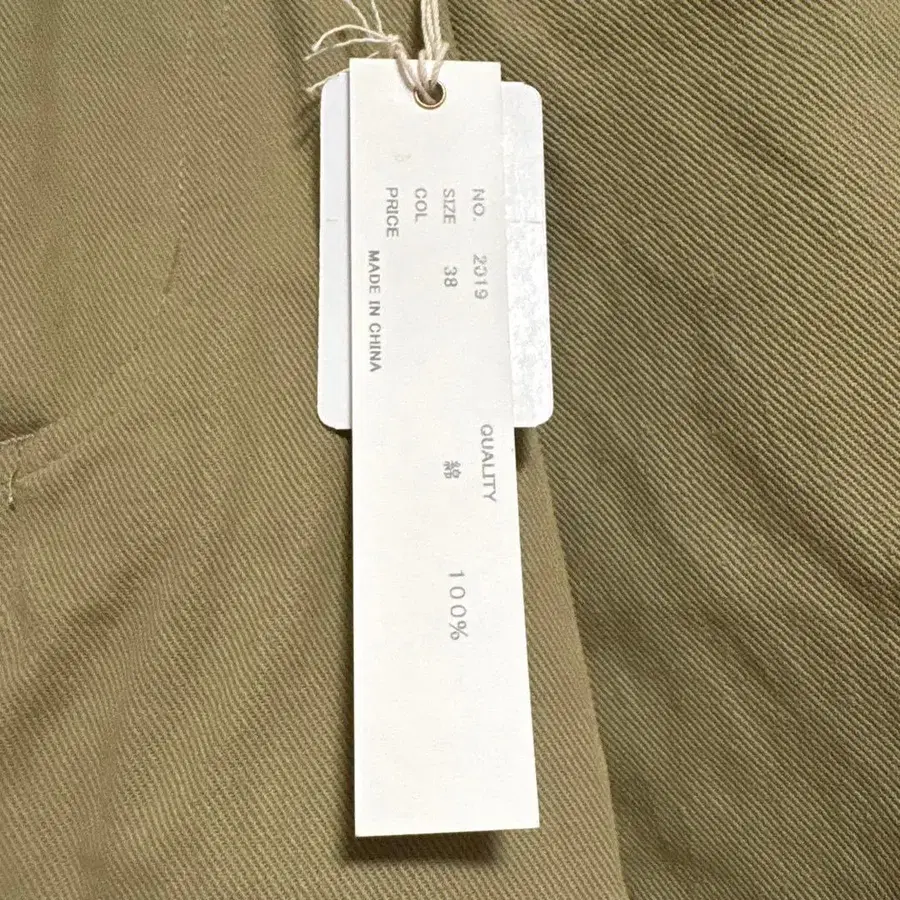 NO. 2019
SIZE 38
COL
PRICE
MADE IN CHINA
QUALITY
綿 100%